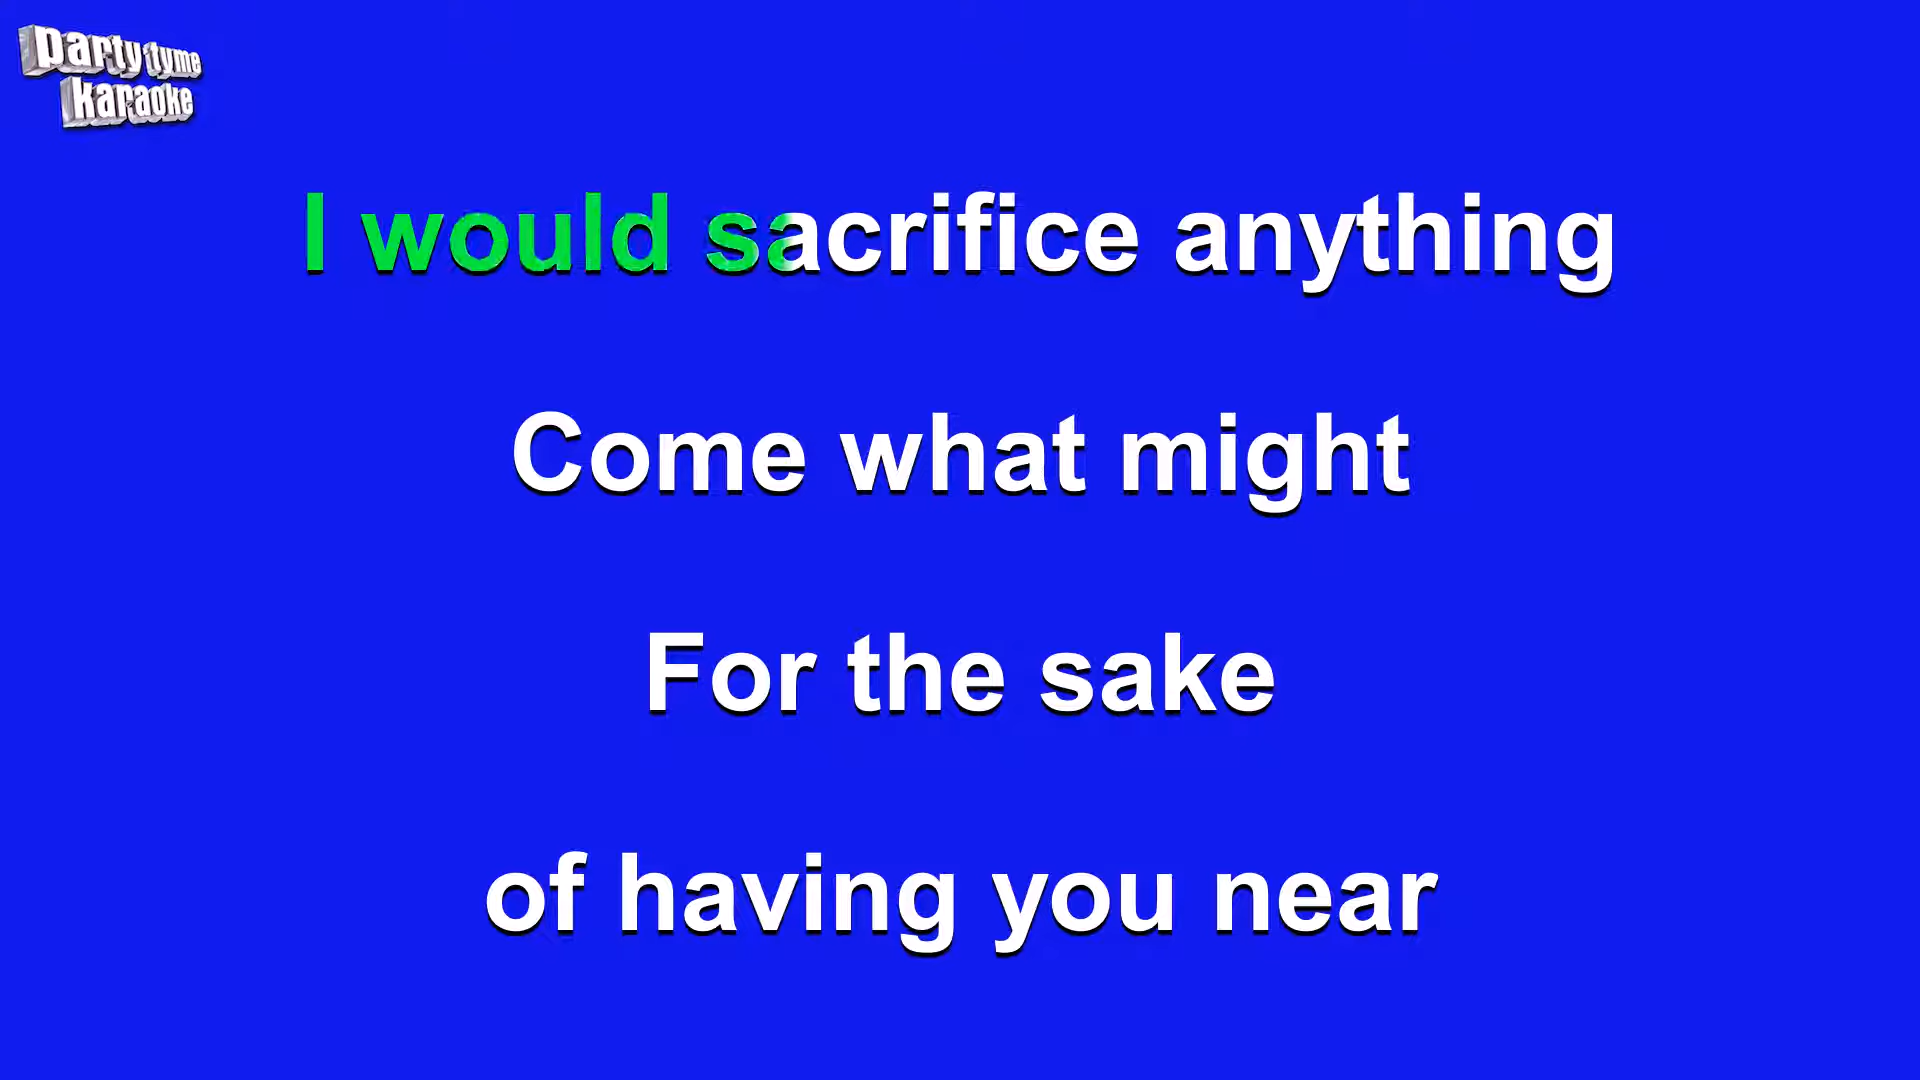 party tyme
karaoke
I would sacrifice anything
Come what might
For the sake
of having you near